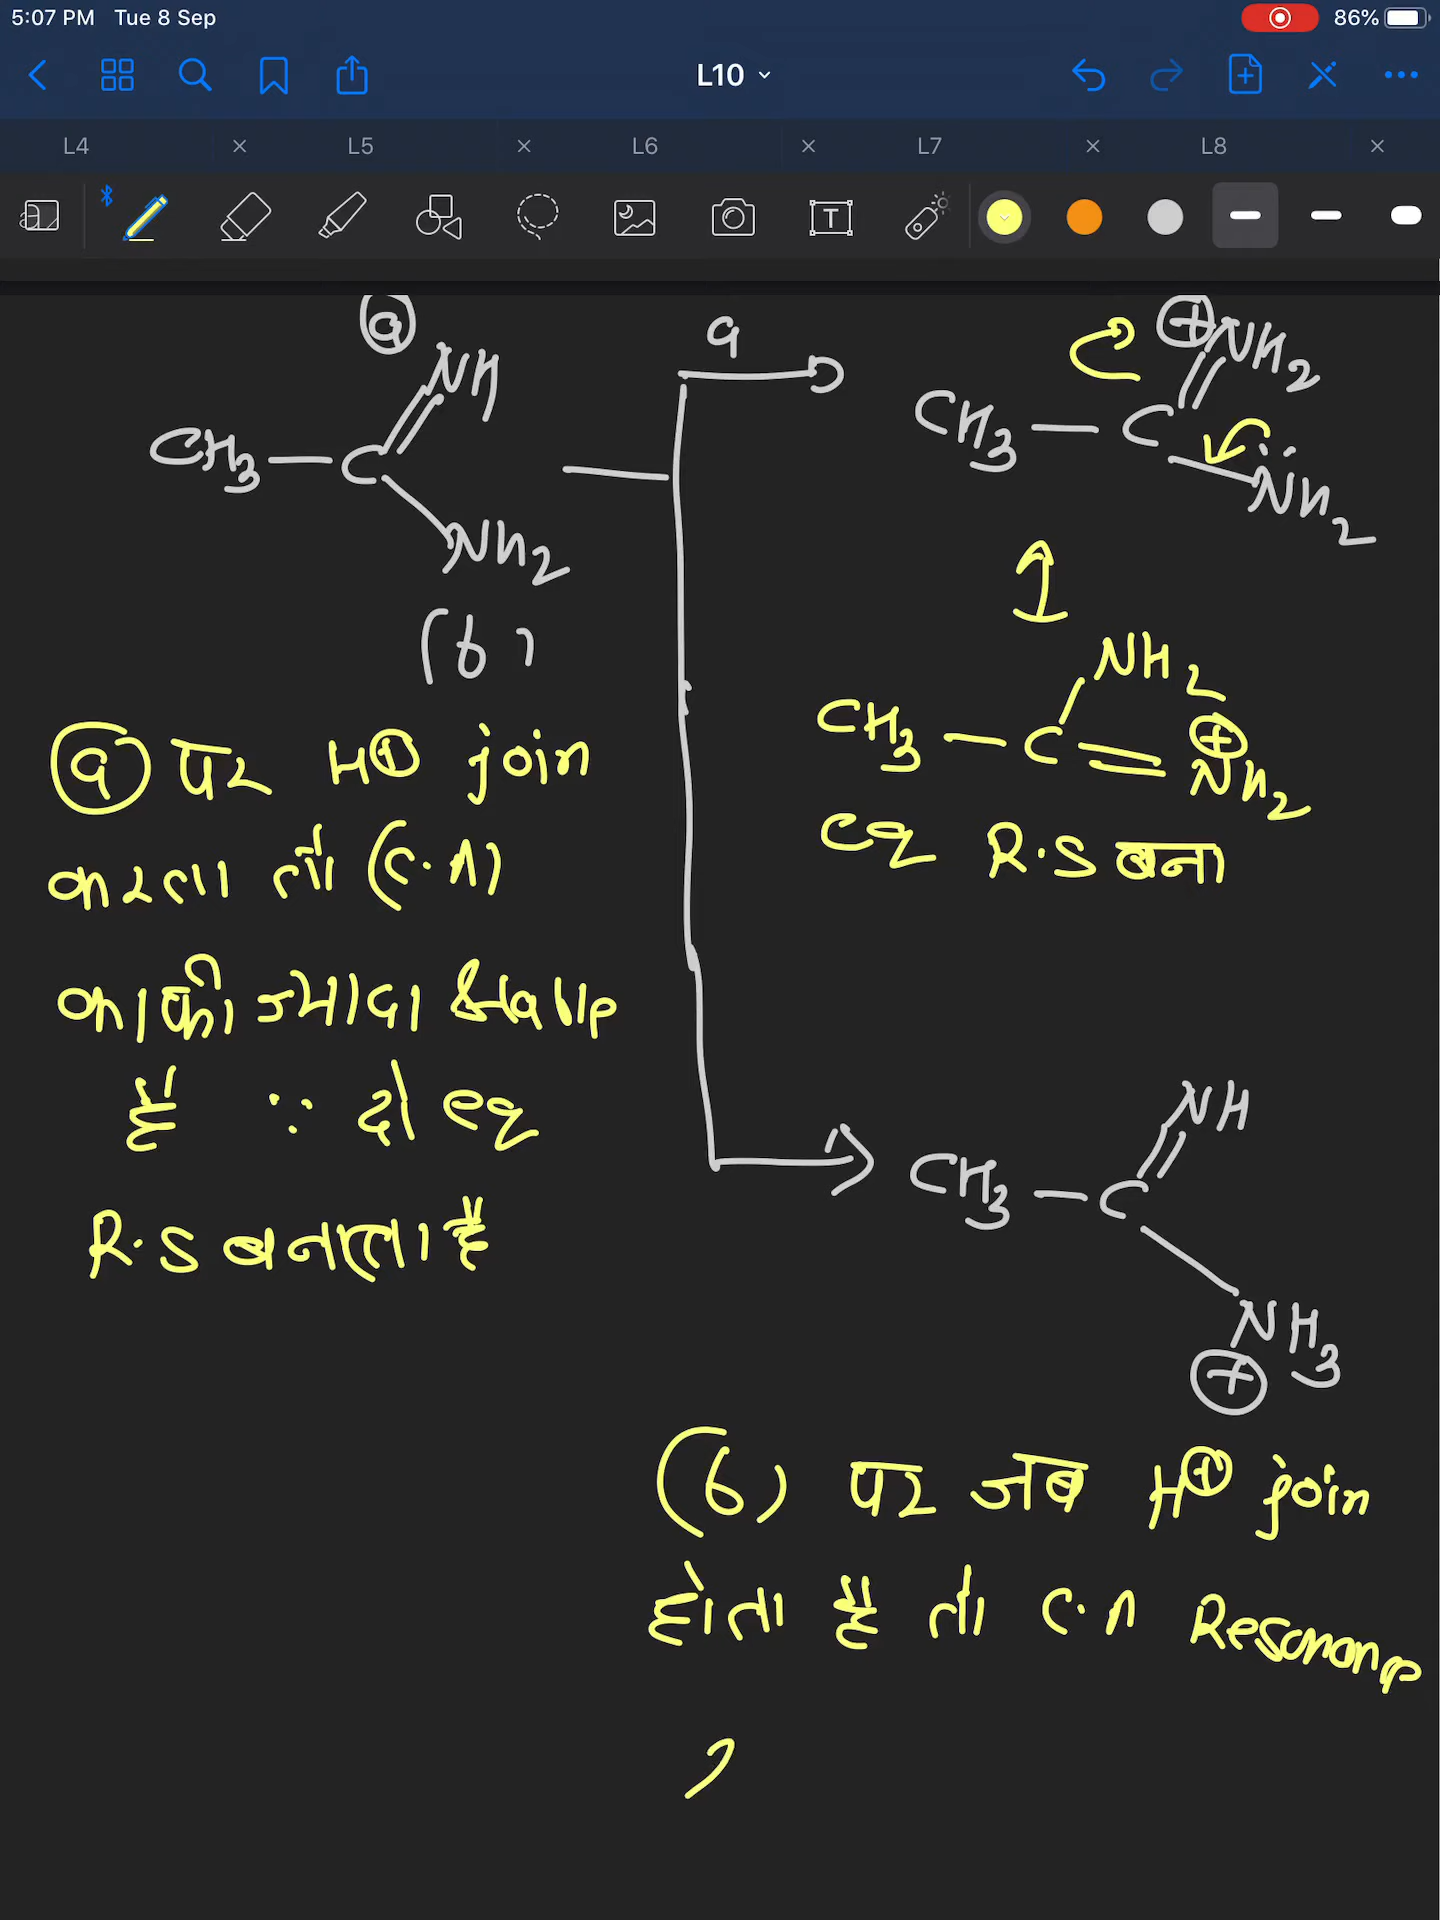 5:07 PM Tue 8 Sep
86%
L10
L4 × L5 × L6 × L7 × L8 ×
a
T
a
NH
CH3 — C
NH2
(b)
a
⊕NH2
CH3 — C
N̈H2
NH2
CH3 — C = ⊕NH2
eq R.S बना
a पर H⊕ join
करता तो (C.A)
काफी ज्यादा stable
हैं ∵ दो eq
R.S बनाता है
NH
CH3 — C
NH3
⊕
(b) पर जब H⊕ join
होता है तो C.A Resonance